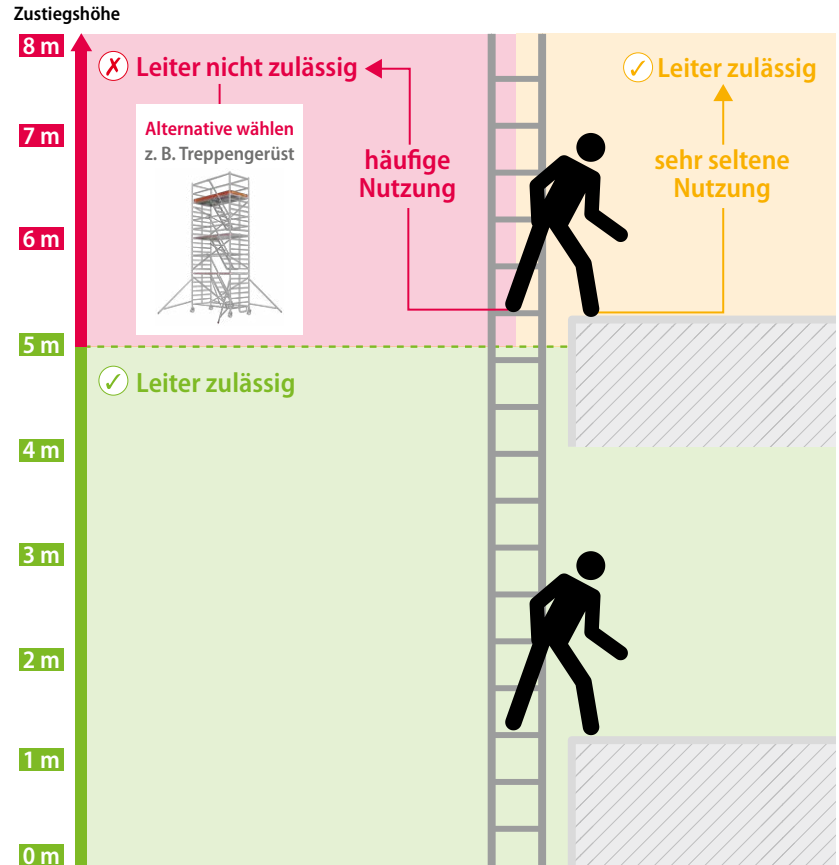 Zustiegshöhe
8 m
Leiter nicht zulässig
Leiter zulässig
Alternative wählen
z. B. Treppengerüst
7 m
häufige
Nutzung
sehr seltene
Nutzung
6 m
5 m
Leiter zulässig
4 m
3 m
2 m
1 m
0 m